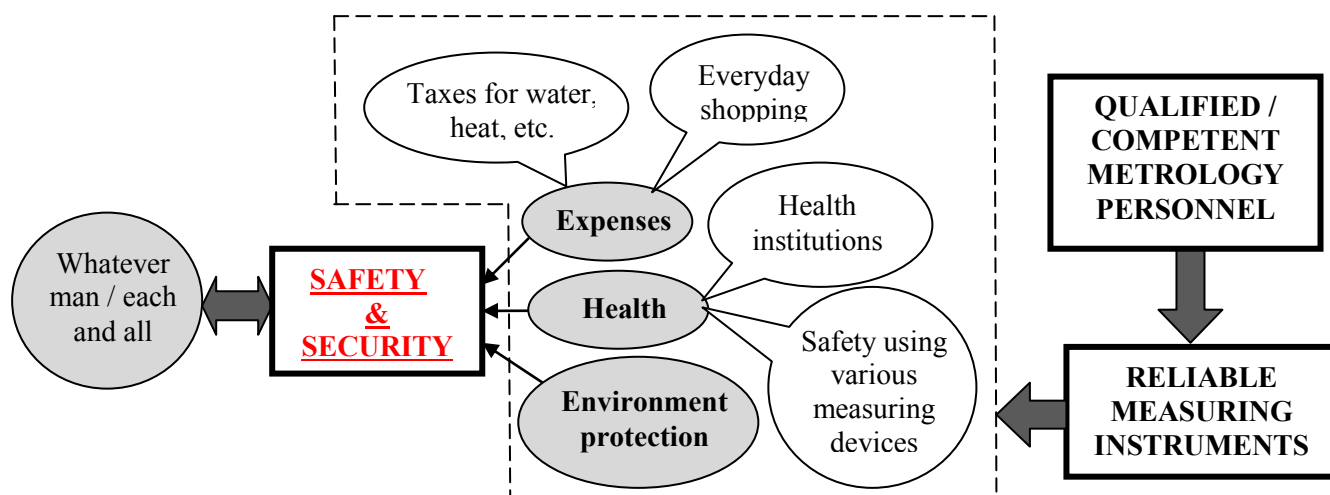 Taxes for water,
heat, etc.
Everyday
shopping
QUALIFIED /
COMPETENT
METROLOGY
PERSONNEL
Expenses
Health
institutions
Whatever
man / each
and all
SAFETY
&
SECURITY
Health
Safety using
various
measuring
devices
Environment
protection
RELIABLE
MEASURING
INSTRUMENTS